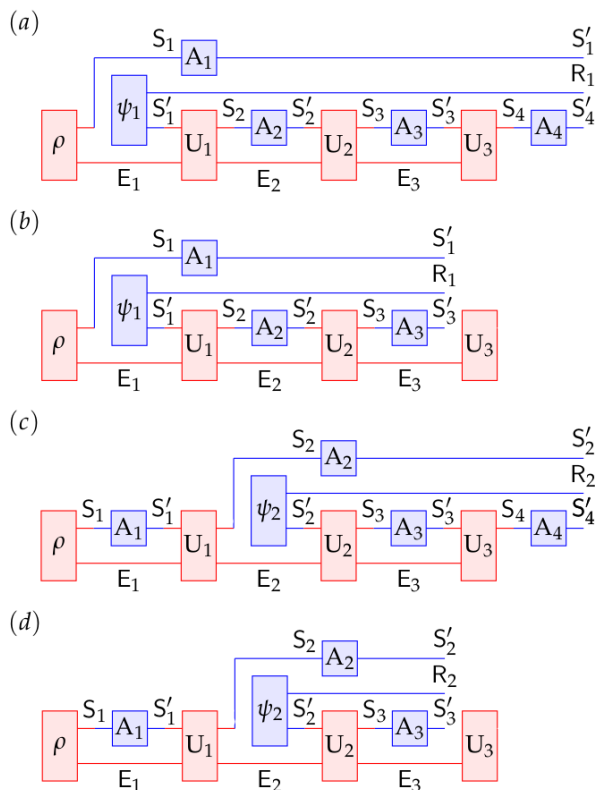 (a)
S₁ A₁ S′₁
R₁
ρ ψ₁ S′₁ U₁ S₂ A₂ S′₂ U₂ S₃ A₃ S′₃ U₃ S₄ A₄ S′₄
E₁ E₂ E₃
(b)
S₁ A₁ S′₁
R₁
ρ ψ₁ S′₁ U₁ S₂ A₂ S′₂ U₂ S₃ A₃ S′₃ U₃
E₁ E₂ E₃
(c)
S₂ A₂ S′₂
R₂
ρ S₁ A₁ S′₁ U₁ ψ₂ S′₂ U₂ S₃ A₃ S′₃ U₃ S₄ A₄ S′₄
E₁ E₂ E₃
(d)
S₂ A₂ S′₂
R₂
ρ S₁ A₁ S′₁ U₁ ψ₂ S′₂ U₂ S₃ A₃ S′₃ U₃
E₁ E₂ E₃